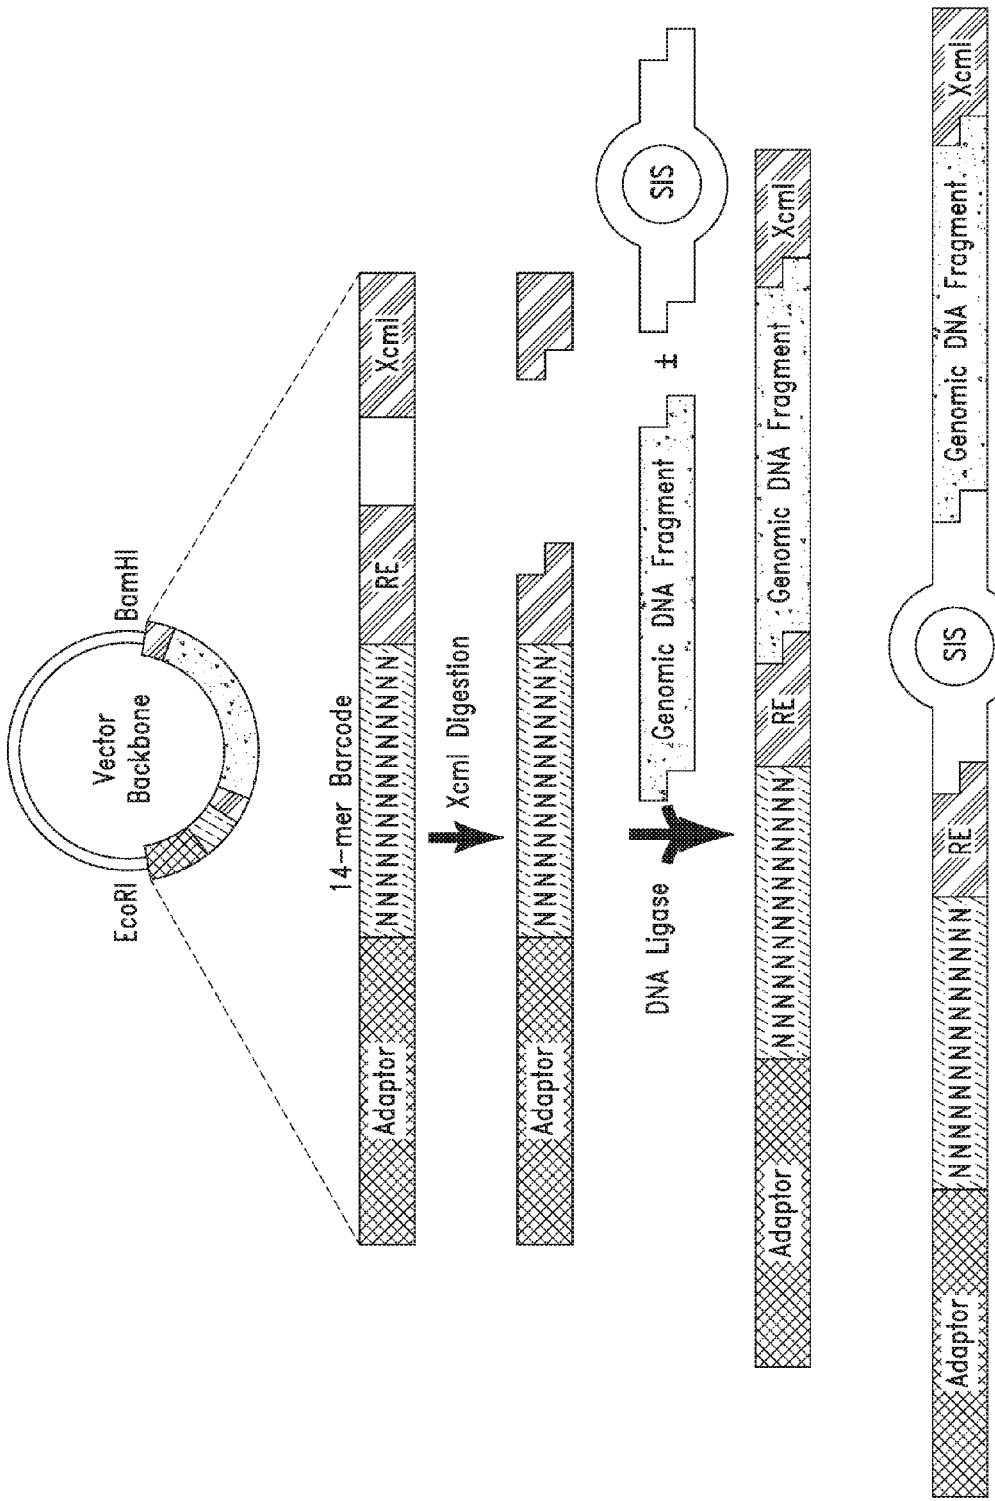 EcoRI
Vector
Backbone
BamHI
14-mer Barcode
Adaptor NNNNNNNNNNNNNN RE XcmI
XcmI Digestion
Adaptor NNNNNNNNNNNNNN
DNA Ligase
Genomic DNA Fragment ± SIS
Adaptor NNNNNNNNNNNNNN RE Genomic DNA Fragment XcmI
Adaptor NNNNNNNNNNNNNN RE SIS Genomic DNA Fragment XcmI